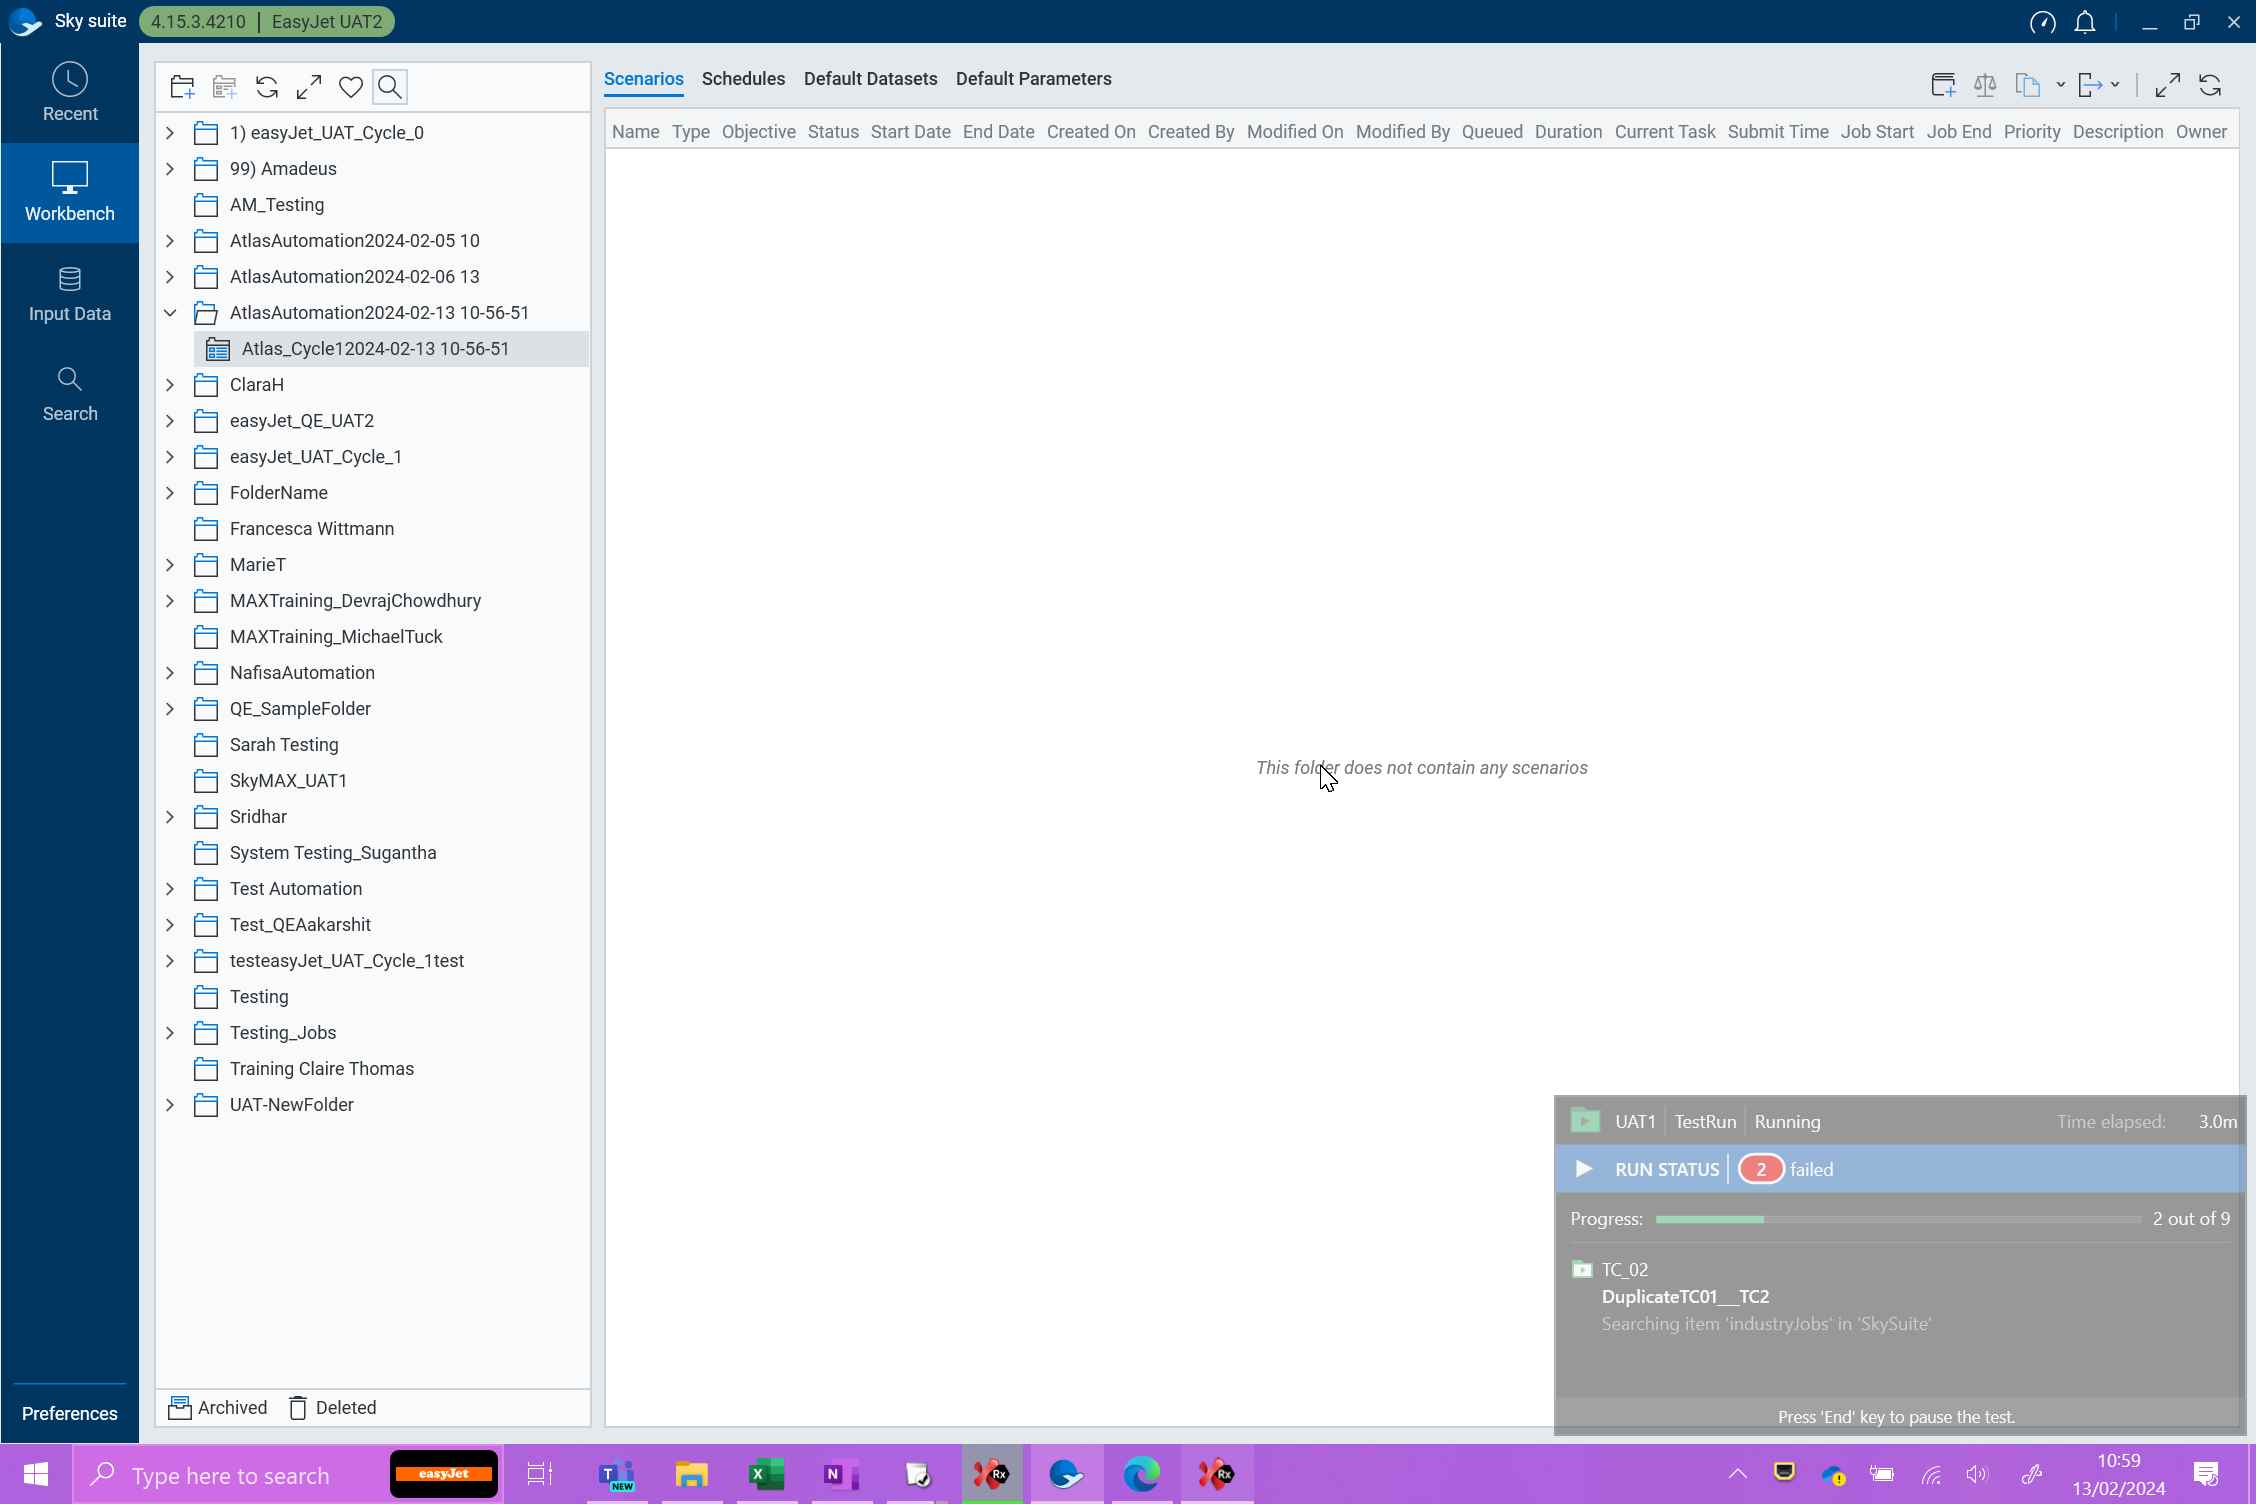 Sky suite 4.15.3.4210 | EasyJet UAT2
Recent
Workbench
Input Data
Search
Preferences
1) easyJet_UAT_Cycle_0
99) Amadeus
AM_Testing
AtlasAutomation2024-02-05 10
AtlasAutomation2024-02-06 13
AtlasAutomation2024-02-13 10-56-51
Atlas_Cycle12024-02-13 10-56-51
ClaraH
easyJet_QE_UAT2
easyJet_UAT_Cycle_1
FolderName
Francesca Wittmann
MarieT
MAXTraining_DevrajChowdhury
MAXTraining_MichaelTuck
NafisaAutomation
QE_SampleFolder
Sarah Testing
SkyMAX_UAT1
Sridhar
System Testing_Sugantha
Test Automation
Test_QEAakarshit
testeasyJet_UAT_Cycle_1test
Testing
Testing_Jobs
Training Claire Thomas
UAT-NewFolder
Archived Deleted
Scenarios Schedules Default Datasets Default Parameters
Name Type Objective Status Start Date End Date Created On Created By Modified On Modified By Queued Duration Current Task Submit Time Job Start Job End Priority Description Owner
This folder does not contain any scenarios
UAT1 TestRun Running Time elapsed: 3.0m
RUN STATUS 2 failed
Progress: 2 out of 9
TC_02
DuplicateTC01___TC2
Searching item 'industryJobs' in 'SkySuite'
Press 'End' key to pause the test.
Type here to search
easyJet
T
NEW
X
N
Rx
Rx
10:59
13/02/2024